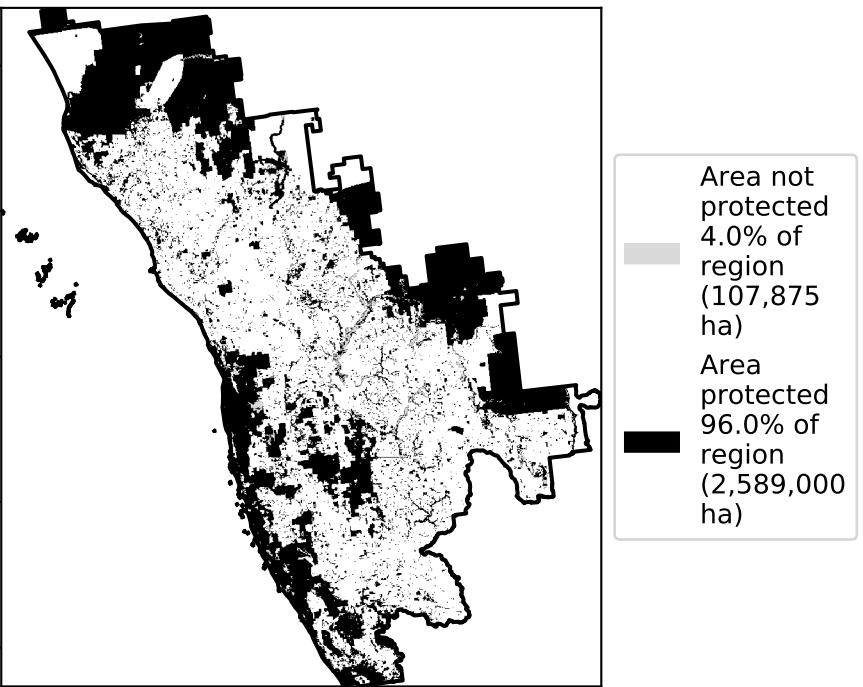 Area not
protected
4.0% of
region
(107,875
ha)
Area
protected
96.0% of
region
(2,589,000
ha)